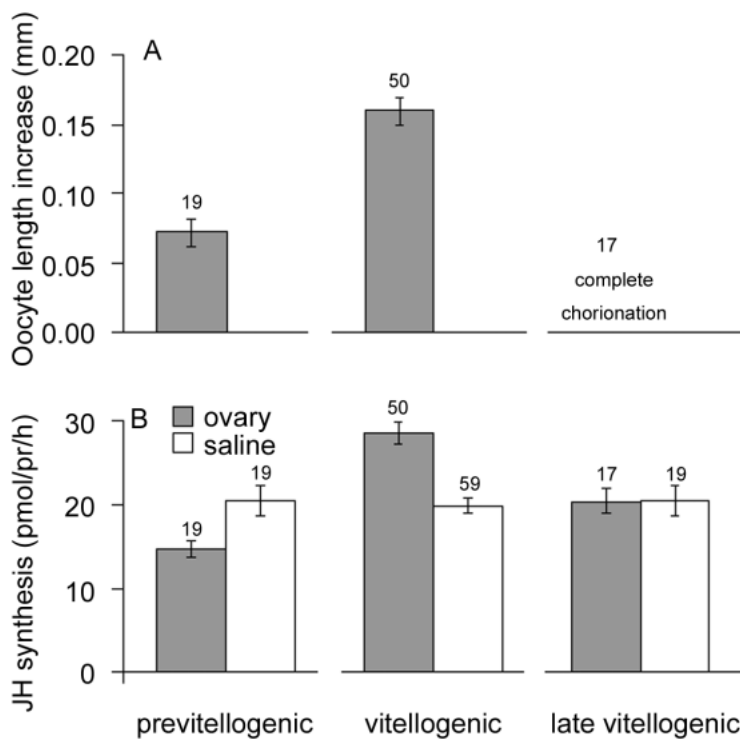 Oocyte length increase (mm)
0.20
0.15
0.10
0.05
0.00
A
19
50
17
complete
chorionation
JH synthesis (pmol/pr/h)
30
20
10
0
B
ovary
saline
19
19
50
59
17
19
previtellogenic
vitellogenic
late vitellogenic